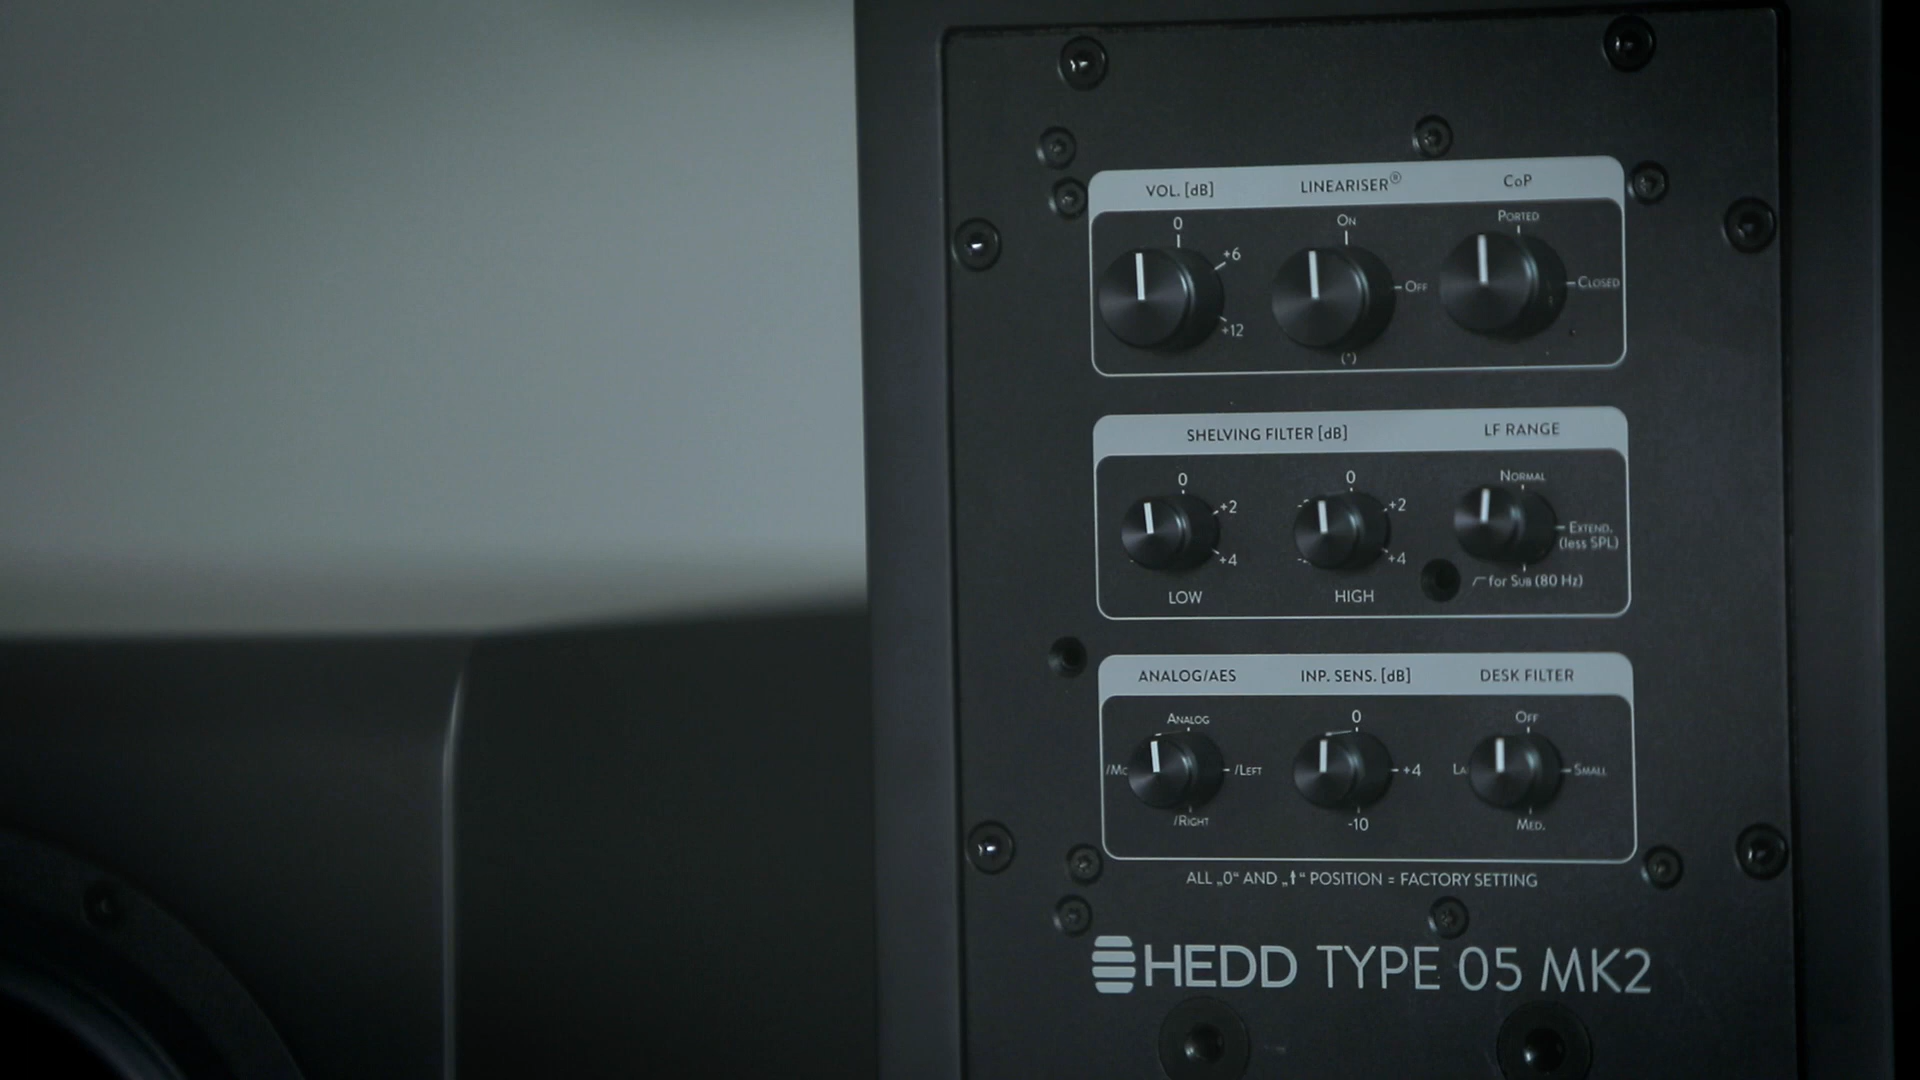 VOL. [dB] LINEARISER® CoP
0 On Ported
+6
Off Closed
+12
(*)
SHELVING FILTER [dB] LF RANGE
0 0 Normal
+2 +2
Extend.
(less SPL)
+4 +4
for Sub (80 Hz)
LOW HIGH
ANALOG/AES INP. SENS. [dB] DESK FILTER
Analog 0 Off
/Left +4 Small
/Right -10 Med.
ALL „0“ AND „↑“ POSITION = FACTORY SETTING
HEDD TYPE 05 MK2